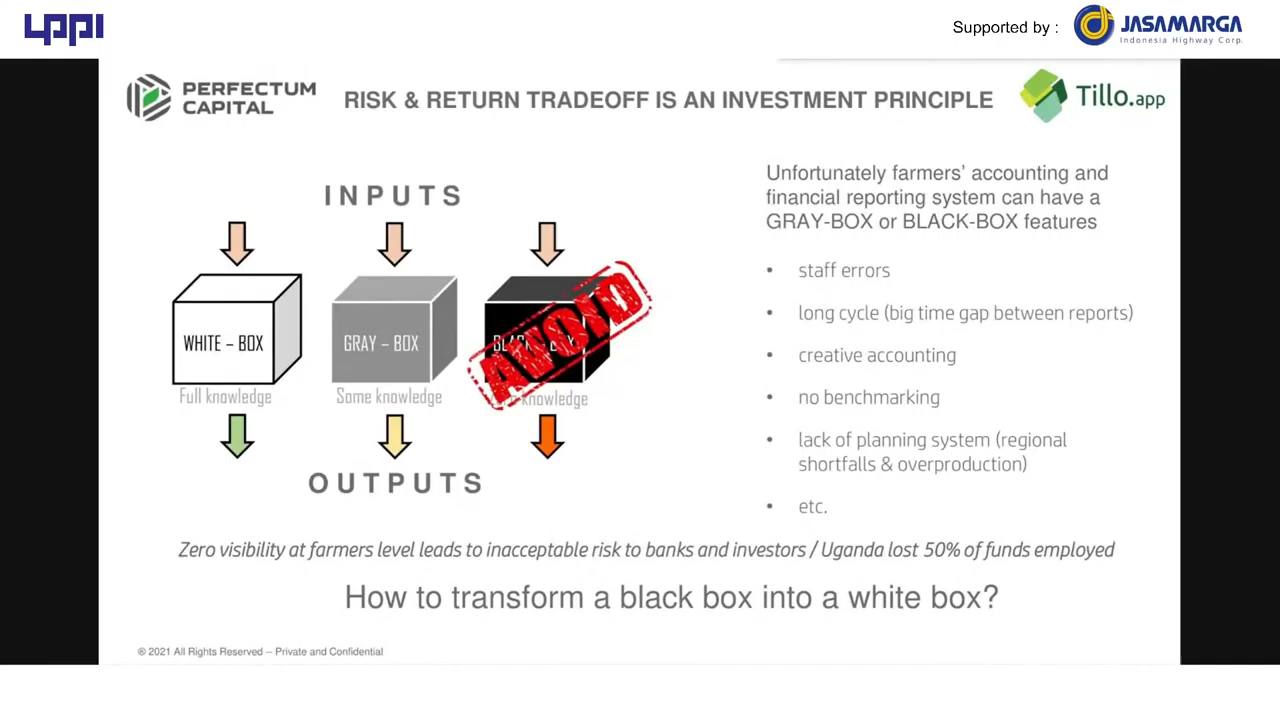 LPPI
Supported by :
JASAMARGA
Indonesia Highway Corp.
PERFECTUM
CAPITAL
RISK & RETURN TRADEOFF IS AN INVESTMENT PRINCIPLE
Tillo.app
INPUTS
WHITE – BOX
GRAY – BOX
AVOID
Full knowledge
Some knowledge
knowledge
OUTPUTS
Unfortunately farmers' accounting and
financial reporting system can have a
GRAY-BOX or BLACK-BOX features
• staff errors
• long cycle (big time gap between reports)
• creative accounting
• no benchmarking
• lack of planning system (regional
shortfalls & overproduction)
• etc.
Zero visibility at farmers level leads to inacceptable risk to banks and investors / Uganda lost 50% of funds employed
How to transform a black box into a white box?
® 2021 All Rights Reserved – Private and Confidential